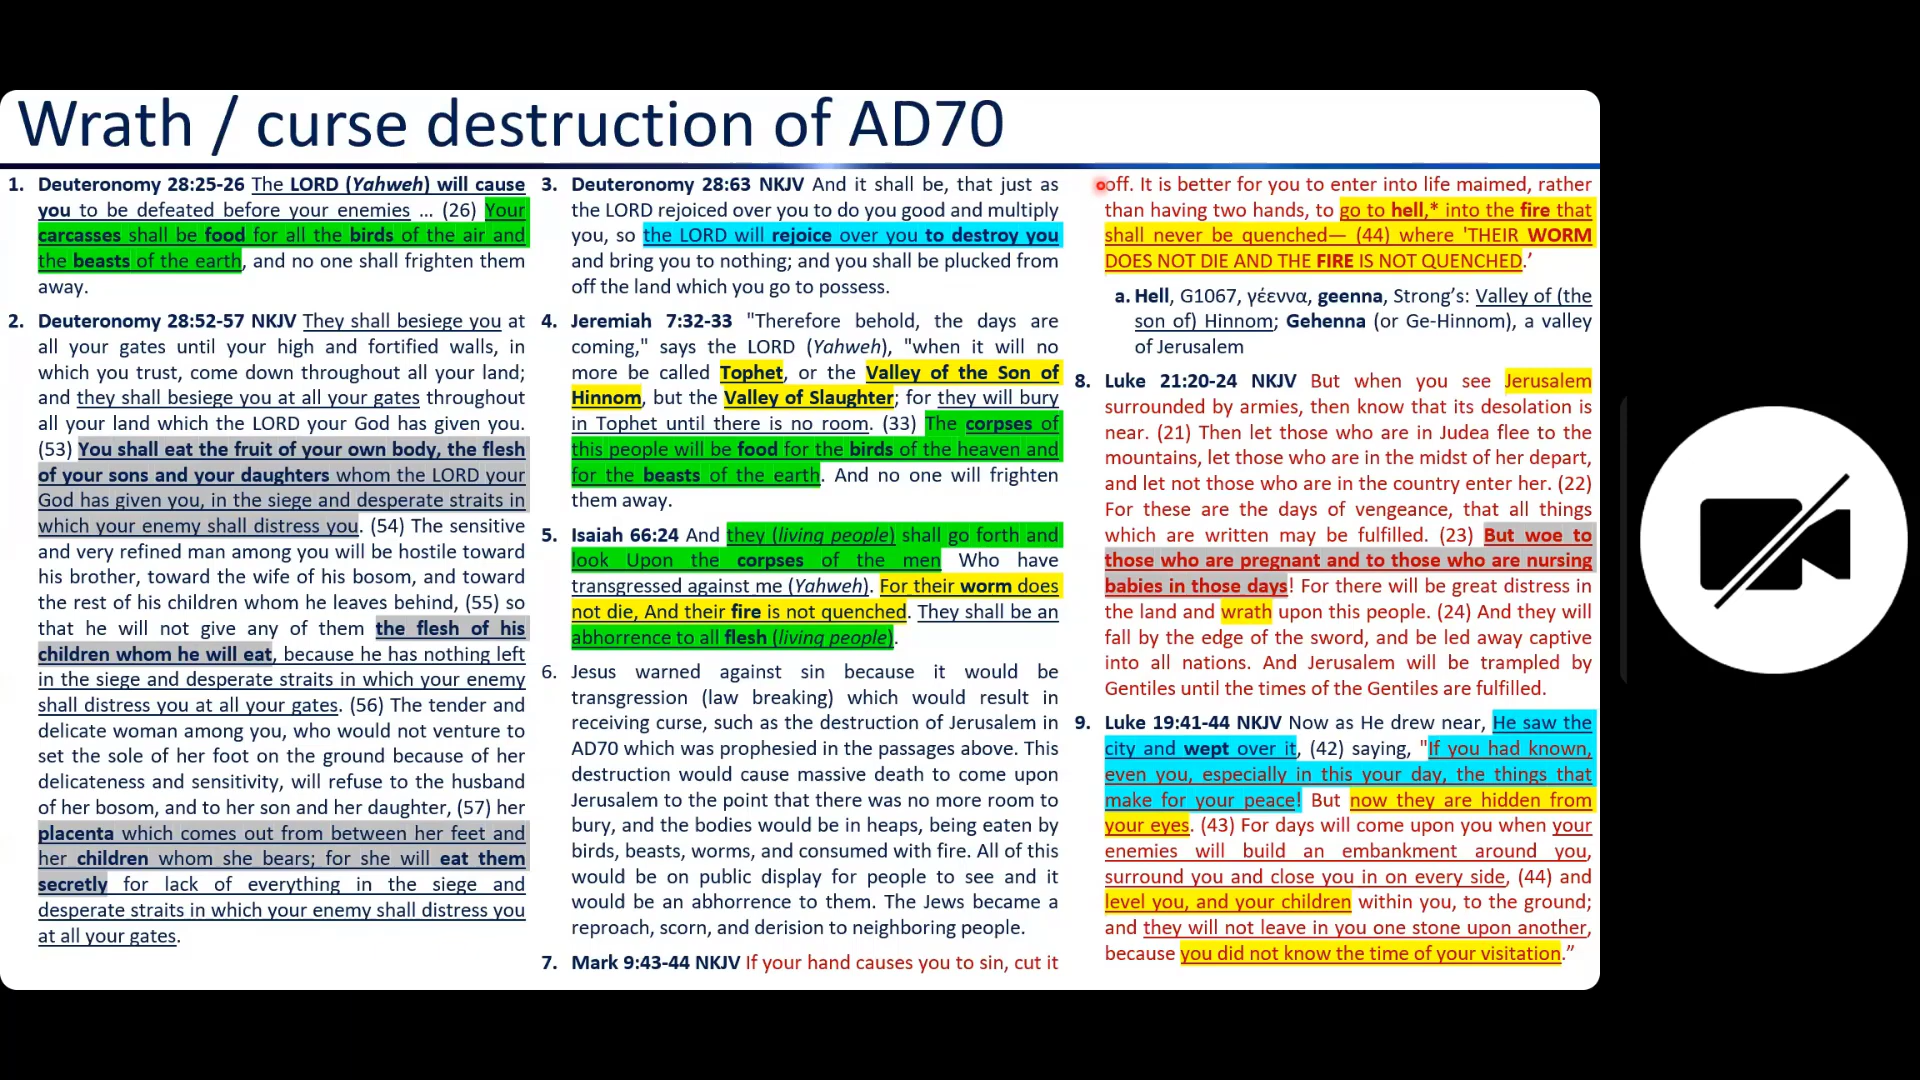 Wrath / curse destruction of AD70
1. Deuteronomy 28:25-26 The LORD (Yahweh) will cause
you to be defeated before your enemies … (26) Your
carcasses shall be food for all the birds of the air and
the beasts of the earth, and no one shall frighten them
away.
2. Deuteronomy 28:52-57 NKJV They shall besiege you at
all your gates until your high and fortified walls, in
which you trust, come down throughout all your land;
and they shall besiege you at all your gates throughout
all your land which the LORD your God has given you.
(53) You shall eat the fruit of your own body, the flesh
of your sons and your daughters whom the LORD your
God has given you, in the siege and desperate straits in
which your enemy shall distress you. (54) The sensitive
and very refined man among you will be hostile toward
his brother, toward the wife of his bosom, and toward
the rest of his children whom he leaves behind, (55) so
that he will not give any of them the flesh of his
children whom he will eat, because he has nothing left
in the siege and desperate straits in which your enemy
shall distress you at all your gates. (56) The tender and
delicate woman among you, who would not venture to
set the sole of her foot on the ground because of her
delicateness and sensitivity, will refuse to the husband
of her bosom, and to her son and her daughter, (57) her
placenta which comes out from between her feet and
her children whom she bears; for she will eat them
secretly for lack of everything in the siege and
desperate straits in which your enemy shall distress you
at all your gates.
3. Deuteronomy 28:63 NKJV And it shall be, that just as
the LORD rejoiced over you to do you good and multiply
you, so the LORD will rejoice over you to destroy you
and bring you to nothing; and you shall be plucked from
off the land which you go to possess.
4. Jeremiah 7:32-33 "Therefore behold, the days are
coming," says the LORD (Yahweh), "when it will no
more be called Tophet, or the Valley of the Son of
Hinnom, but the Valley of Slaughter; for they will bury
in Tophet until there is no room. (33) The corpses of
this people will be food for the birds of the heaven and
for the beasts of the earth. And no one will frighten
them away.
5. Isaiah 66:24 And they (living people) shall go forth and
look Upon the corpses of the men Who have
transgressed against me (Yahweh). For their worm does
not die, And their fire is not quenched. They shall be an
abhorrence to all flesh (living people).
6. Jesus warned against sin because it would be
transgression (law breaking) which would result in
receiving curse, such as the destruction of Jerusalem in
AD70 which was prophesied in the passages above. This
destruction would cause massive death to come upon
Jerusalem to the point that there was no more room to
bury, and the bodies would be in heaps, being eaten by
birds, beasts, worms, and consumed with fire. All of this
would be on public display for people to see and it
would be an abhorrence to them. The Jews became a
reproach, scorn, and derision to neighboring people.
7. Mark 9:43-44 NKJV If your hand causes you to sin, cut it
off. It is better for you to enter into life maimed, rather
than having two hands, to go to hell,* into the fire that
shall never be quenched— (44) where 'THEIR WORM
DOES NOT DIE AND THE FIRE IS NOT QUENCHED.’
a. Hell, G1067, γέεννα, geenna, Strong’s: Valley of (the
son of) Hinnom; Gehenna (or Ge-Hinnom), a valley
of Jerusalem
8. Luke 21:20-24 NKJV But when you see Jerusalem
surrounded by armies, then know that its desolation is
near. (21) Then let those who are in Judea flee to the
mountains, let those who are in the midst of her depart,
and let not those who are in the country enter her. (22)
For these are the days of vengeance, that all things
which are written may be fulfilled. (23) But woe to
those who are pregnant and to those who are nursing
babies in those days! For there will be great distress in
the land and wrath upon this people. (24) And they will
fall by the edge of the sword, and be led away captive
into all nations. And Jerusalem will be trampled by
Gentiles until the times of the Gentiles are fulfilled.
9. Luke 19:41-44 NKJV Now as He drew near, He saw the
city and wept over it, (42) saying, "If you had known,
even you, especially in this your day, the things that
make for your peace! But now they are hidden from
your eyes. (43) For days will come upon you when your
enemies will build an embankment around you,
surround you and close you in on every side, (44) and
level you, and your children within you, to the ground;
and they will not leave in you one stone upon another,
because you did not know the time of your visitation.”